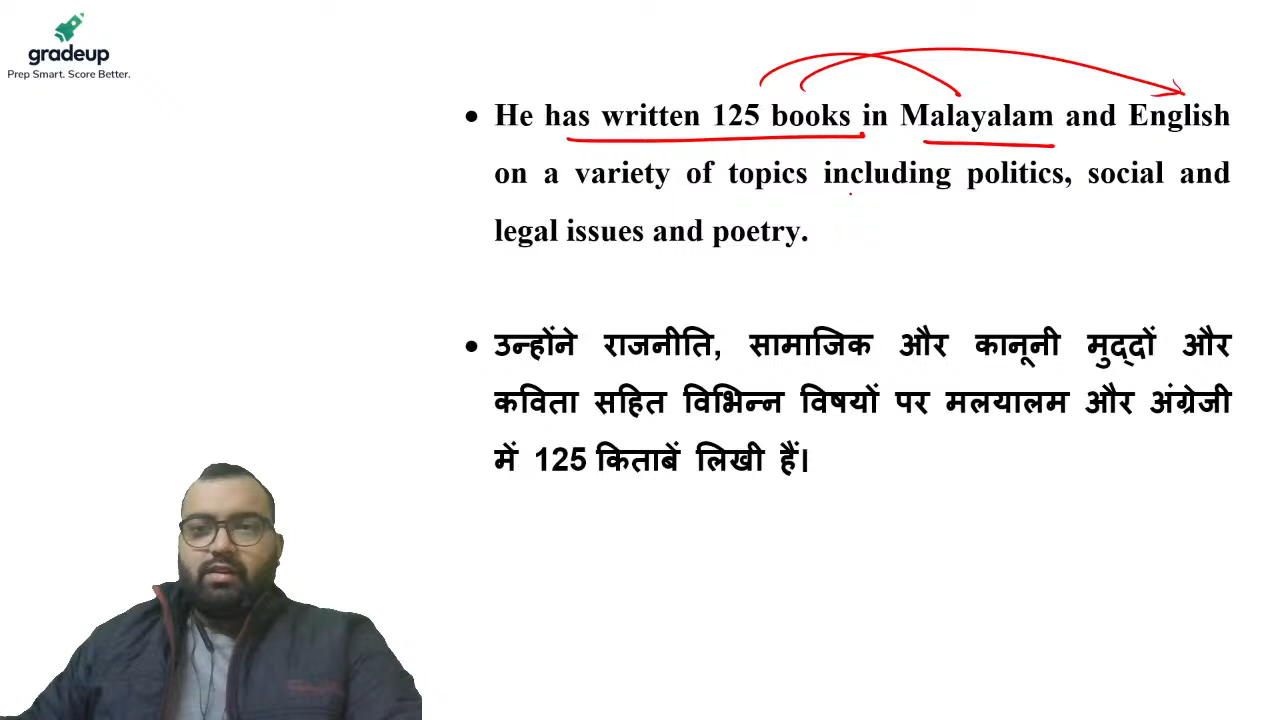 gradeup
Prep Smart. Score Better.
• He has written 125 books in Malayalam and English
on a variety of topics including politics, social and
legal issues and poetry.
• उन्होंने राजनीति, सामाजिक और कानूनी मुद्दों और
कविता सहित विभिन्न विषयों पर मलयालम और अंग्रेजी
में 125 किताबें लिखी हैं।